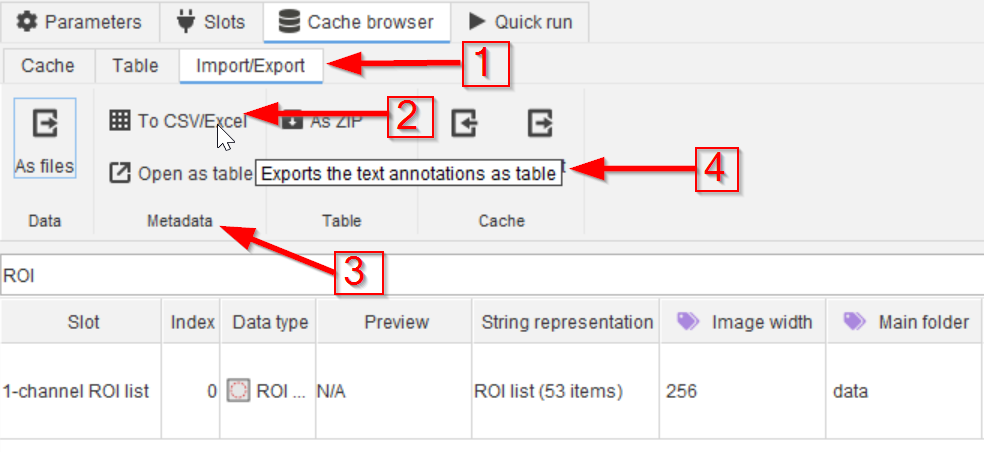 Parameters Slots Cache browser Quick run
Cache Table Import/Export 1
To CSV/Excel 2 As ZIP
As files Open as table Exports the text annotations as table 4
Data Metadata Table Cache
3
ROI
Slot Index Data type Preview String representation Image width Main folder
1-channel ROI list 0 ROI ... N/A ROI list (53 items) 256 data